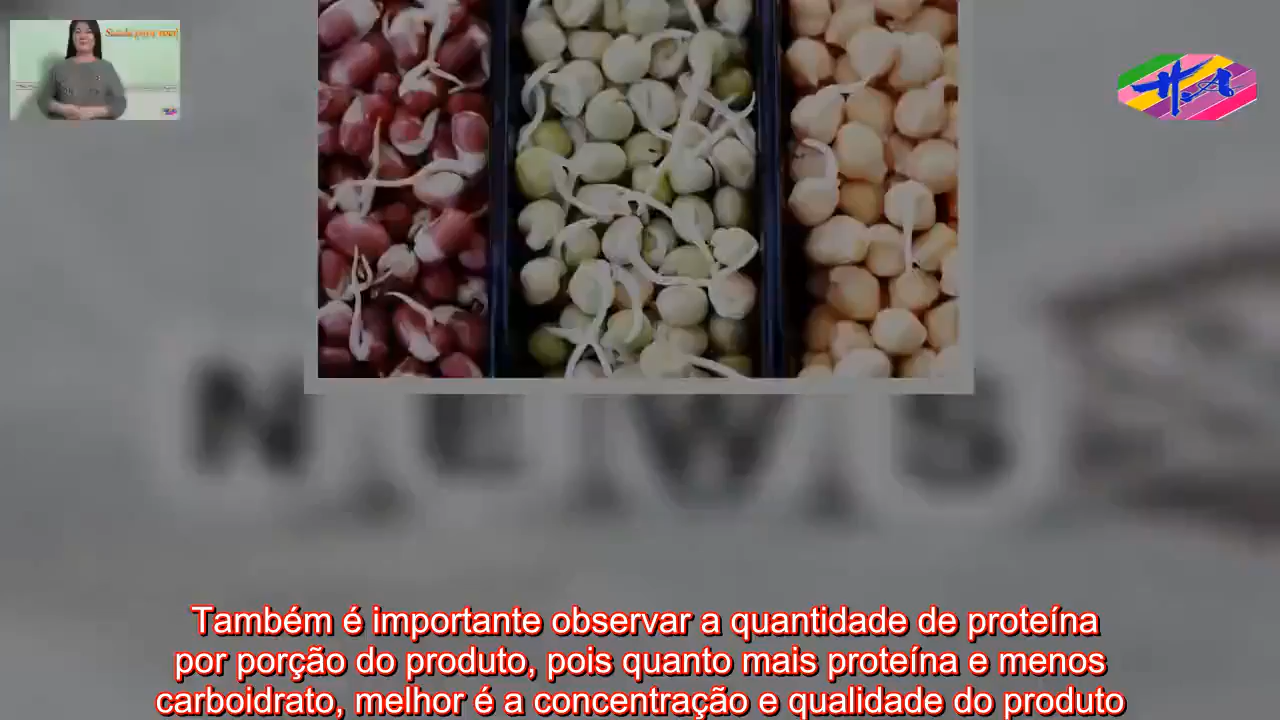 H.A
NEWS
Também é importante observar a quantidade de proteína
por porção do produto, pois quanto mais proteína e menos
carboidrato, melhor é a concentração e qualidade do produto